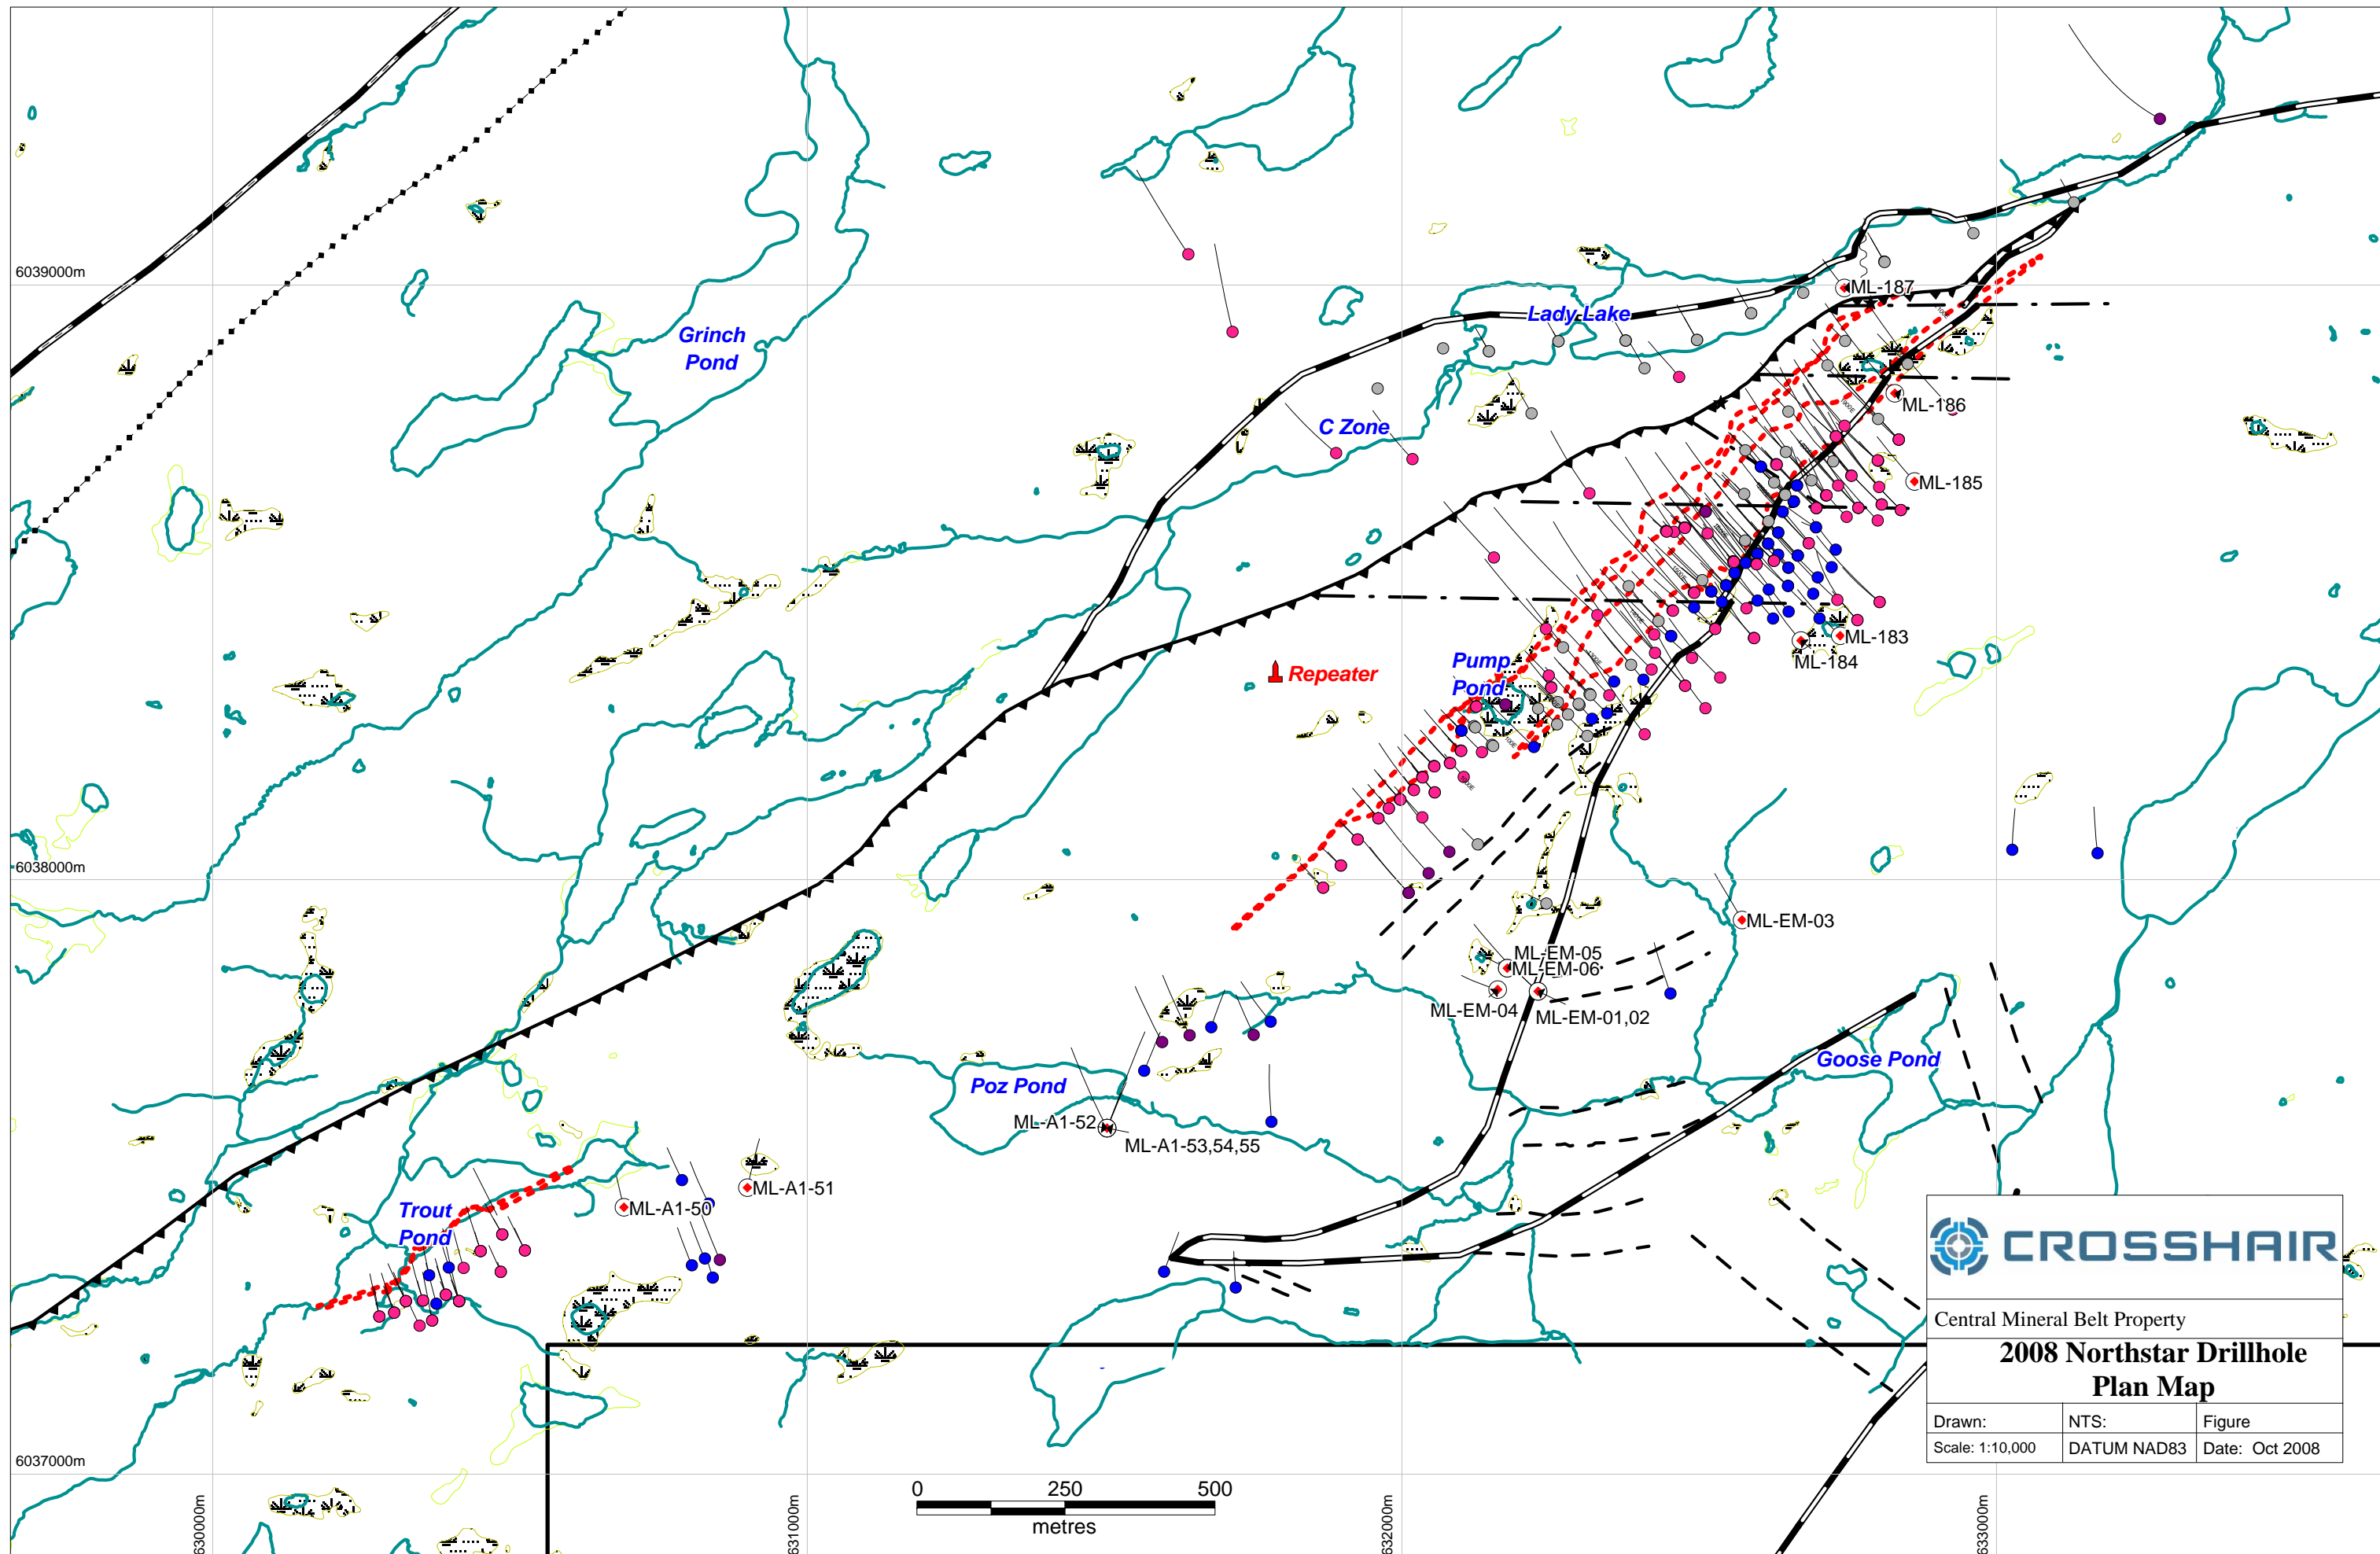 6039000m
Grinch
Pond
Lady Lake
ML-187
C Zone
ML-186
ML-185
Repeater
Pump
Pond
ML-183
ML-184
6038000m
ML-EM-03
ML-EM-05
ML-EM-06
ML-EM-04
ML-EM-01,02
Goose Pond
Poz Pond
ML-A1-52
ML-A1-53,54,55
ML-A1-51
ML-A1-50
Trout
Pond
CROSSHAIR
Central Mineral Belt Property
2008 Northstar Drillhole
Plan Map
Drawn:
NTS:
Figure
Scale: 1:10,000
DATUM NAD83
Date: Oct 2008
6037000m
0 250 500
metres
630000m
631000m
632000m
633000m